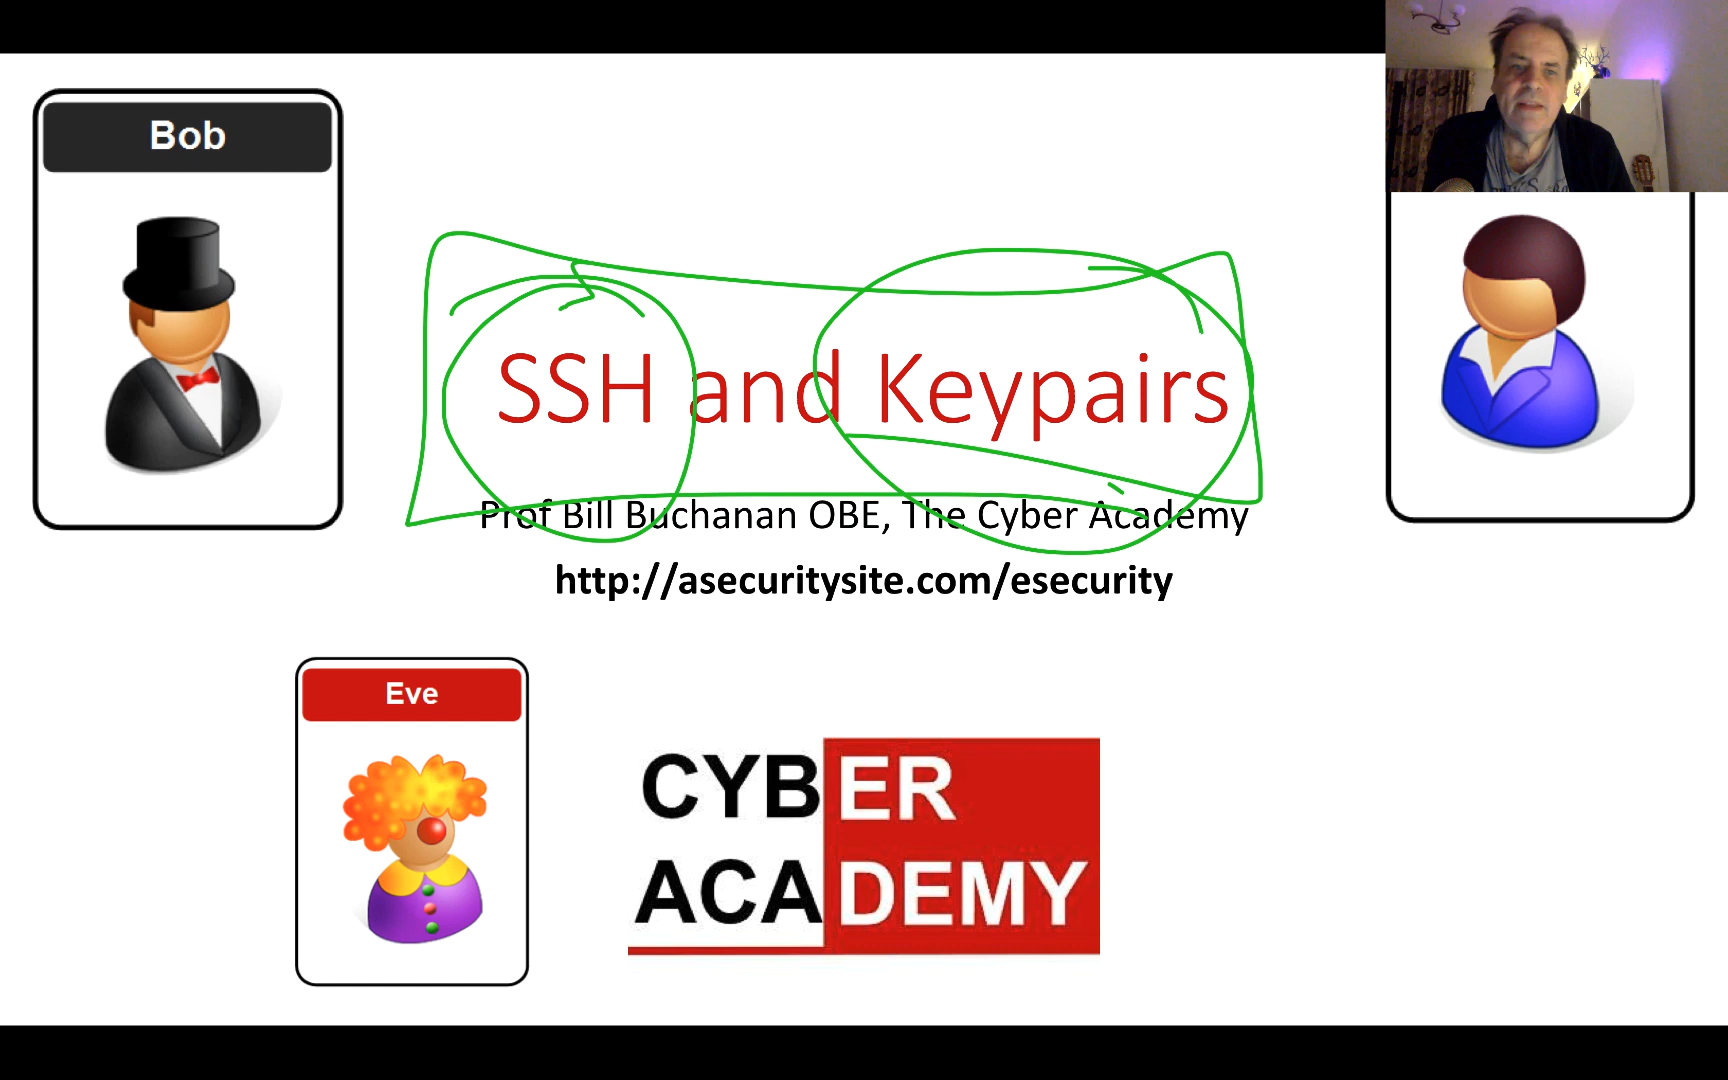 Bob
SSH and Keypairs
Prof Bill Buchanan OBE, The Cyber Academy
http://asecuritysite.com/esecurity
Eve
CYBER
ACADEMY